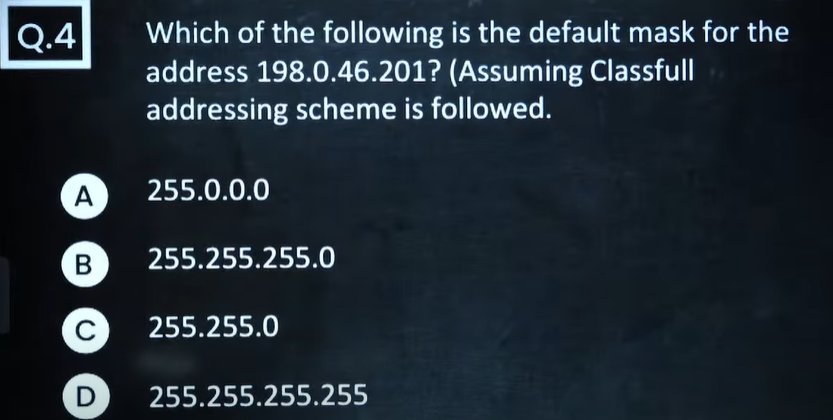 Q.4
Which of the following is the default mask for the
address 198.0.46.201? (Assuming Classfull
addressing scheme is followed.
A 255.0.0.0
B 255.255.255.0
C 255.255.0
D 255.255.255.255